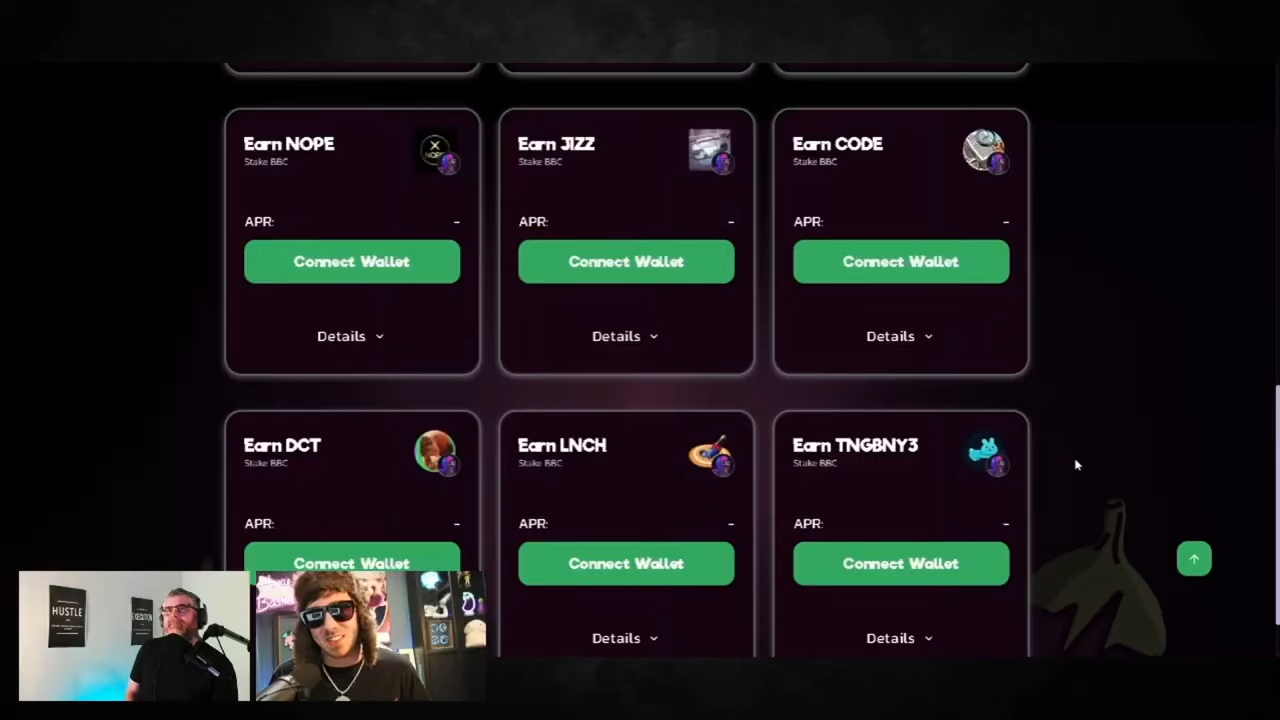 Earn NOPE
Stake BBC
APR: -
Connect Wallet
Details
Earn JIZZ
Stake BBC
APR: -
Connect Wallet
Details
Earn CODE
Stake BBC
APR: -
Connect Wallet
Details
Earn DCT
Stake BBC
APR: -
Connect Wallet
Earn LNCH
Stake BBC
APR: -
Connect Wallet
Details
Earn TNGBNY3
Stake BBC
APR: -
Connect Wallet
Details
HUSTLE
EXECUTION